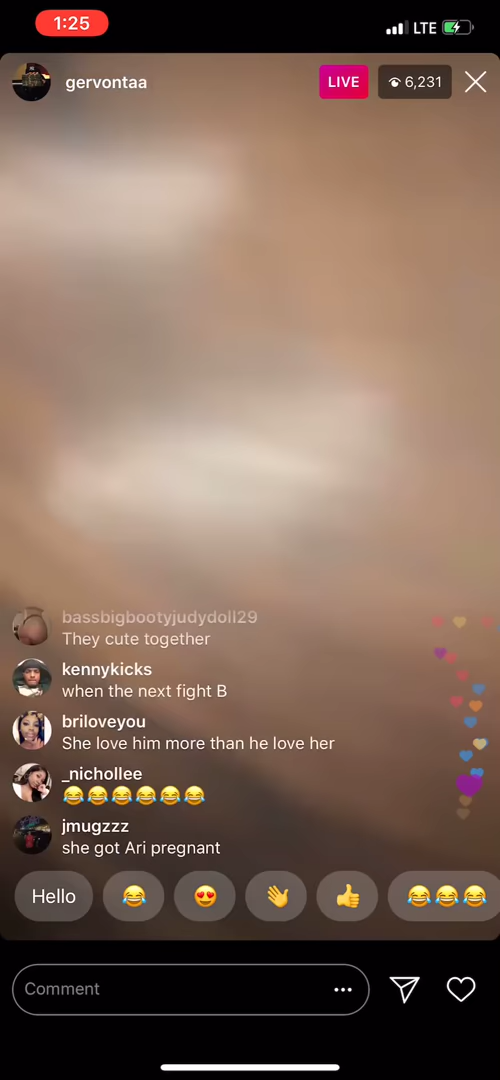 1:25
LTE
gervontaa
LIVE
6,231
bassbigbootyjudydoll29
They cute together
kennykicks
when the next fight B
briloveyou
She love him more than he love her
_nichollee
😂😂😂😂😂😂
jmugzzz
she got Ari pregnant
Hello 😂 😍 👋 👍 😂😂😂
Comment